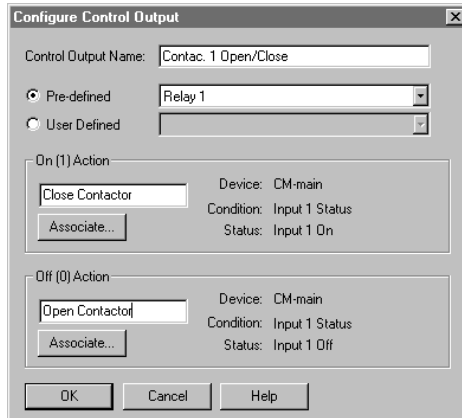 Configure Control Output
Control Output Name: Contac. 1 Open/Close
Pre-defined Relay 1
User Defined
On (1) Action
Close Contactor
Associate...
Device: CM-main
Condition: Input 1 Status
Status: Input 1 On
Off (0) Action
Open Contactor
Associate...
Device: CM-main
Condition: Input 1 Status
Status: Input 1 Off
OK Cancel Help